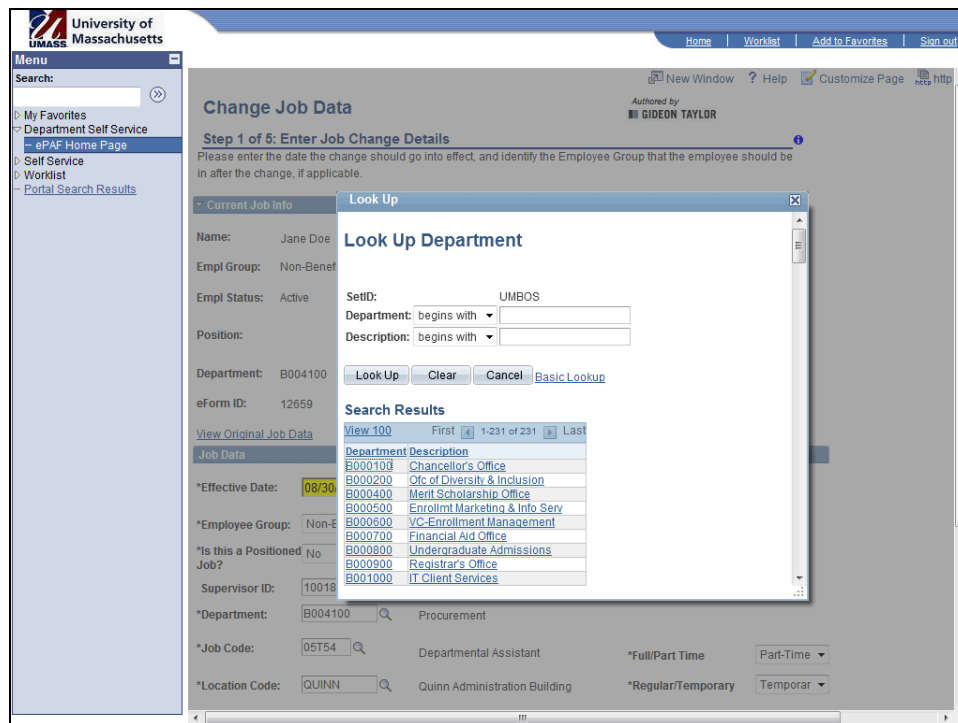 University of
Massachusetts
UMASS
Home
Worklist
Add to Favorites
Sign out
Menu
Search:
My Favorites
Department Self Service
ePAF Home Page
Self Service
Worklist
Portal Search Results
New Window
? Help
Customize Page
http
Change Job Data
Authored by
GIDEON TAYLOR
Step 1 of 5: Enter Job Change Details
Please enter the date the change should go into effect, and identify the Employee Group that the employee should be
in after the change, if applicable.
Current Job Info
Name: Jane Doe
Empl Group: Non-Benef
Empl Status: Active
Position:
Department: B004100
eForm ID: 12659
View Original Job Data
Job Data
*Effective Date: 08/30/
*Employee Group: Non-B
*Is this a Positioned Job? No
Supervisor ID: 10018
*Department: B004100 Procurement
*Job Code: 05T54 Departmental Assistant *Full/Part Time Part-Time
*Location Code: QUINN Quinn Administration Building *Regular/Temporary Temporar
Look Up
Look Up Department
SetID: UMBOS
Department: begins with
Description: begins with
Look Up Clear Cancel Basic Lookup
Search Results
View 100 First 1-231 of 231 Last
Department Description
B000100 Chancellor's Office
B000200 Ofc of Diversity & Inclusion
B000400 Merit Scholarship Office
B000500 Enrollmt Marketing & Info Serv
B000600 VC-Enrollment Management
B000700 Financial Aid Office
B000800 Undergraduate Admissions
B000900 Registrar's Office
B001000 IT Client Services